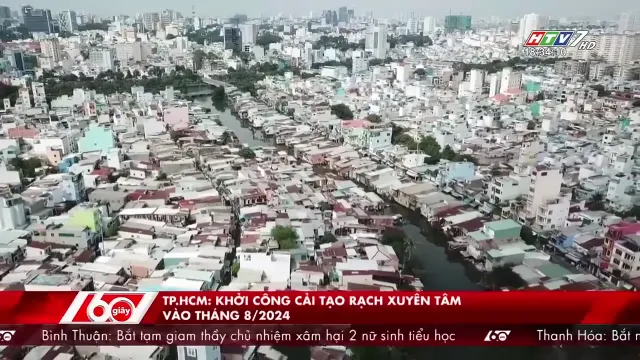 HTV7 HD
60 giây
TP.HCM: KHỞI CÔNG CẢI TẠO RẠCH XUYÊN TÂM
VÀO THÁNG 8/2024
Bình Thuận: Bắt tạm giam thầy chủ nhiệm xâm hại 2 nữ sinh tiểu học
Thanh Hóa: Bắt k